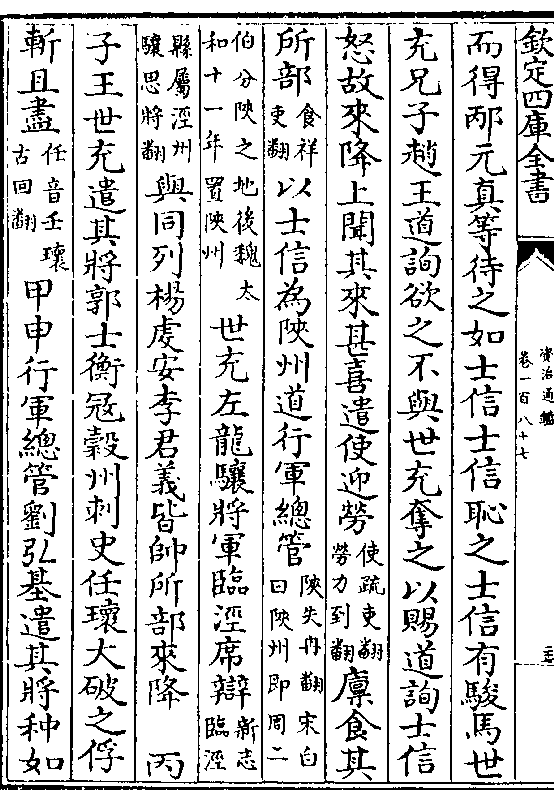 欽定四庫全書
資治通鑑
卷一百八十七
而得邴元真等待之如士信士信恥之士信有駿馬世
充兄子趙王道詢欲之不與世充奪之以賜道詢士信
怒故來降上聞其來甚喜遣使迎勞使疏吏翻勞力到翻廪食其
所部食祥吏翻以士信為陜州道行軍總管陜失冉翻宋白曰陜州即周二
伯分陜之地後魏太和十一年置陜州世充左龍驤將軍臨涇席辯新志臨涇
縣屬涇州驤思將翻與同列楊虔安李君義皆帥所部來降 丙
子王世充遣其將郭士衡冦穀州刺史任瓌大破之俘
斬且盡任音壬瓌古回翻甲申行軍總管劉弘基遣其將种如